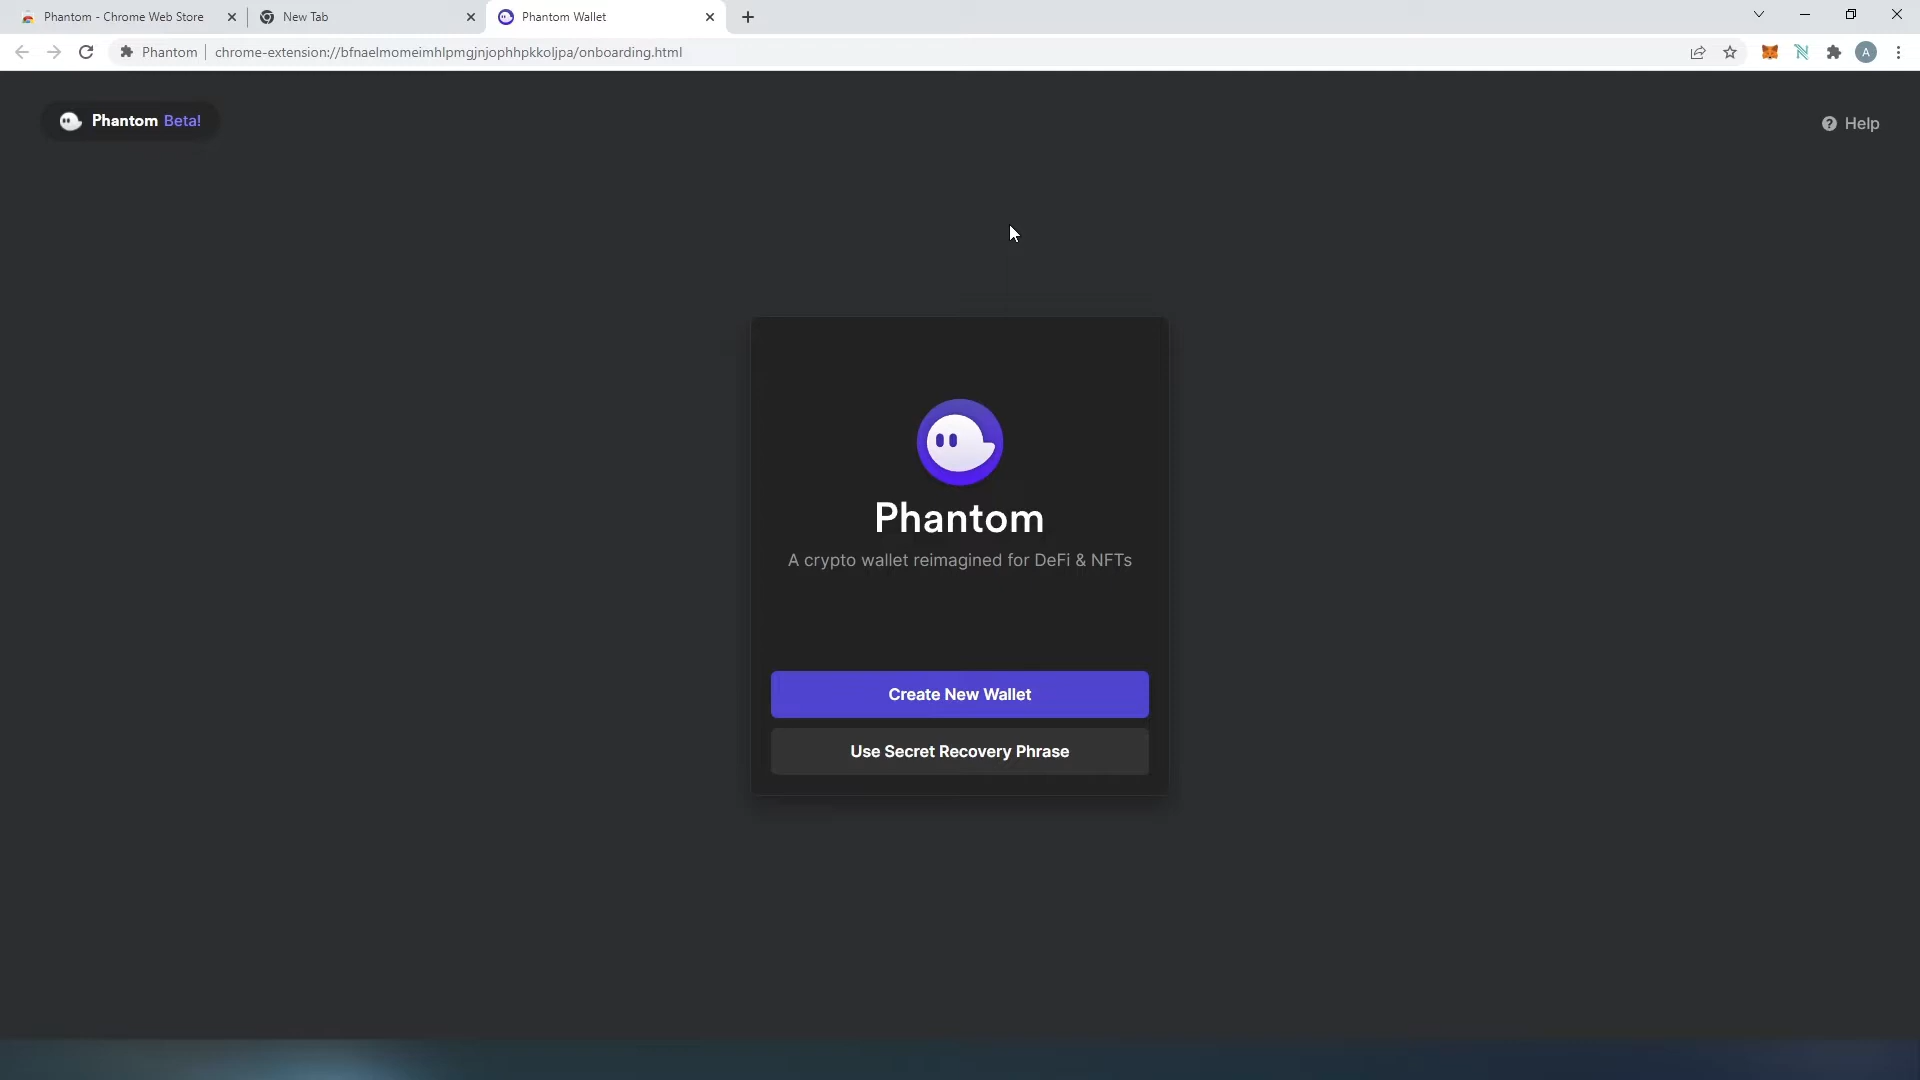 Phantom - Chrome Web Store
New Tab
Phantom Wallet
Phantom
chrome-extension://bfnaelmomeimhlpmgjnjophhpkkoljpa/onboarding.html
A
Phantom Beta!
? Help
Phantom
A crypto wallet reimagined for DeFi & NFTs
Create New Wallet
Use Secret Recovery Phrase